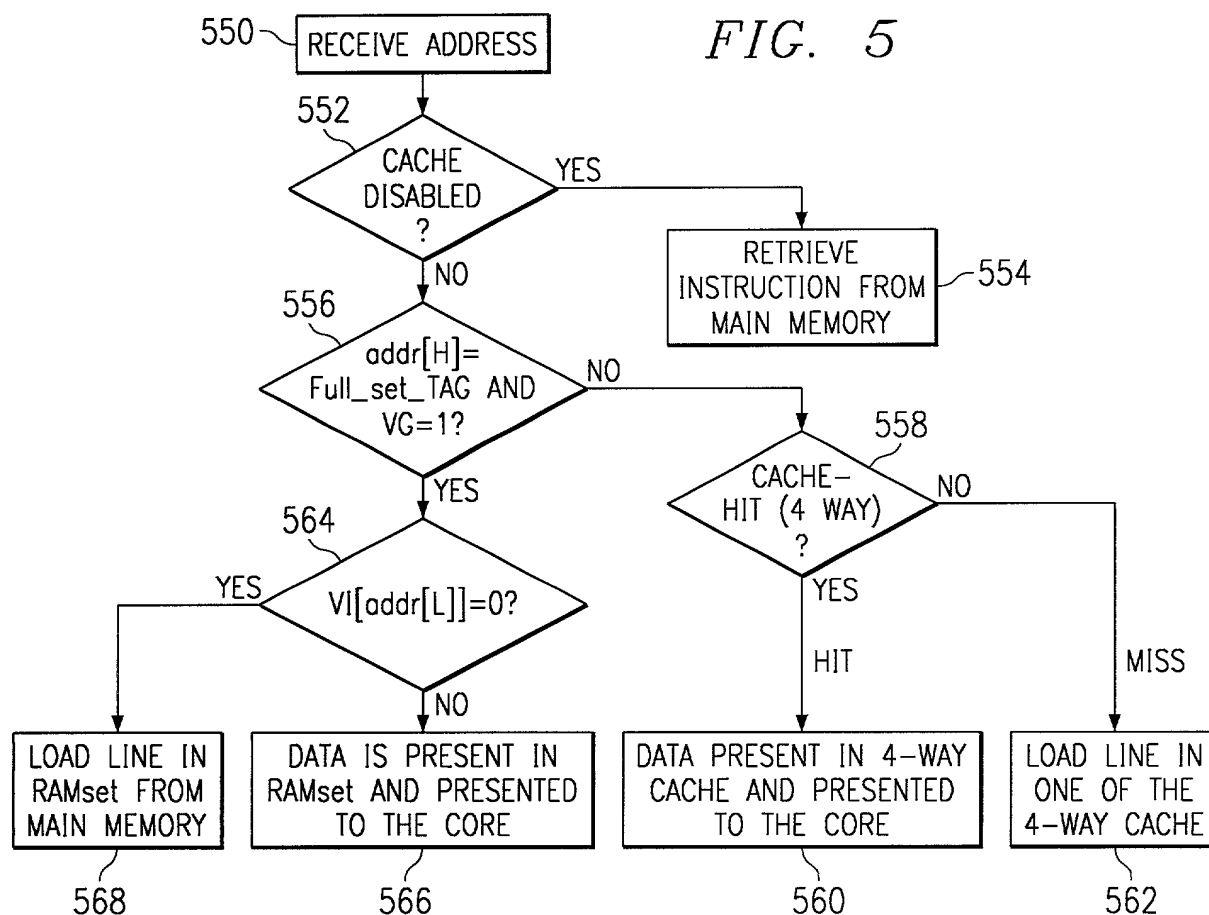 FIG. 5
550
RECEIVE ADDRESS
552
CACHE
DISABLED
?
YES
NO
RETRIEVE
INSTRUCTION FROM
MAIN MEMORY
554
556
addr[H]=
Full_set_TAG AND
VG=1?
NO
YES
558
CACHE-
HIT (4 WAY)
?
NO
YES
HIT
MISS
564
VI[addr[L]]=0?
YES
NO
LOAD LINE IN
RAMset FROM
MAIN MEMORY
568
DATA IS PRESENT IN
RAMset AND PRESENTED
TO THE CORE
566
DATA PRESENT IN 4-WAY
CACHE AND PRESENTED
TO THE CORE
560
LOAD LINE IN
ONE OF THE
4-WAY CACHE
562